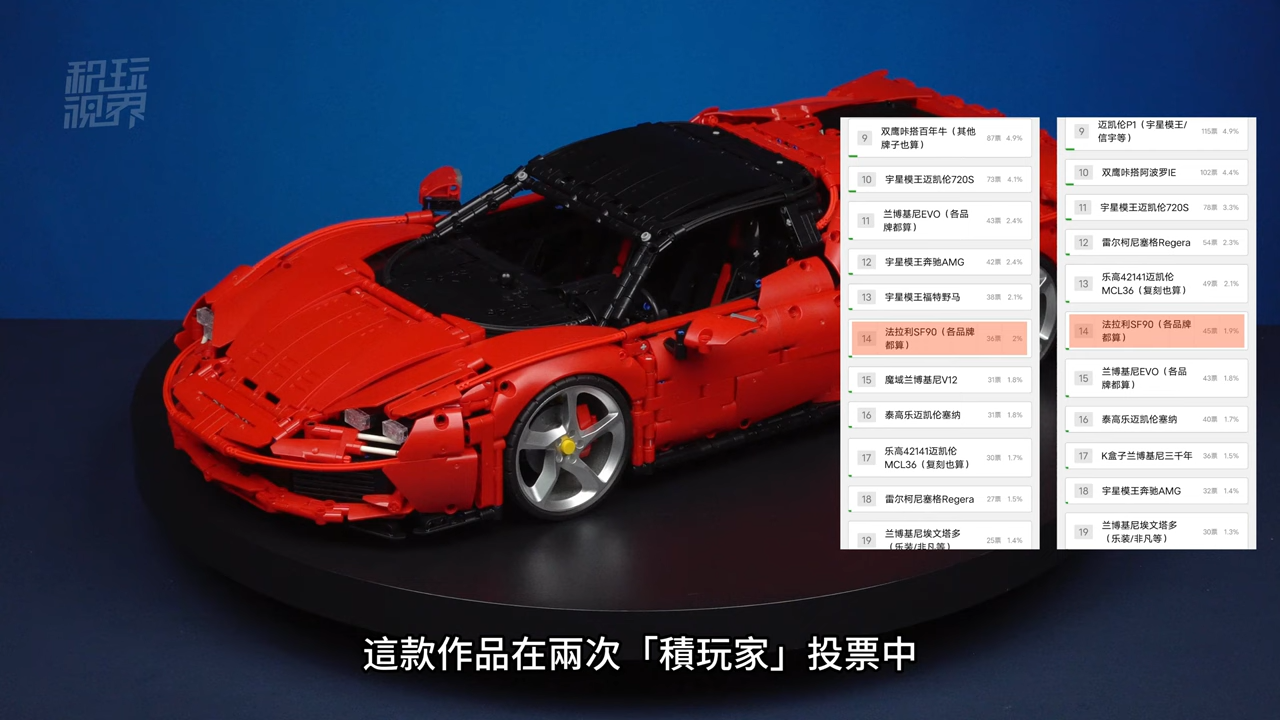 积玩
视界
9 双鹰咔搭百年牛（其他
牌子也算） 87票 4.9%
10 宇星模王迈凯伦720S 73票 4.1%
11 兰博基尼EVO（各品
牌都算） 43票 2.4%
12 宇星模王奔驰AMG 42票 2.4%
13 宇星模王福特野马 38票 2.1%
14 法拉利SF90（各品牌
都算） 36票 2%
15 魔域兰博基尼V12 31票 1.8%
16 泰高乐迈凯伦塞纳 31票 1.8%
17 乐高42141迈凯伦
MCL36（复刻也算） 30票 1.7%
18 雷尔柯尼塞格Regera 27票 1.5%
19 兰博基尼埃文塔多
（乐装/非凡等） 25票 1.4%
9 迈凯伦P1（宇星模王/
信宇等） 115票 4.9%
10 双鹰咔搭阿波罗IE 102票 4.4%
11 宇星模王迈凯伦720S 78票 3.3%
12 雷尔柯尼塞格Regera 54票 2.3%
13 乐高42141迈凯伦
MCL36（复刻也算） 49票 2.1%
14 法拉利SF90（各品牌
都算） 45票 1.9%
15 兰博基尼EVO（各品
牌都算） 43票 1.8%
16 泰高乐迈凯伦塞纳 40票 1.7%
17 K盒子兰博基尼三千年 36票 1.5%
18 宇星模王奔驰AMG 32票 1.4%
19 兰博基尼埃文塔多
（乐装/非凡等） 30票 1.3%
這款作品在兩次「積玩家」投票中